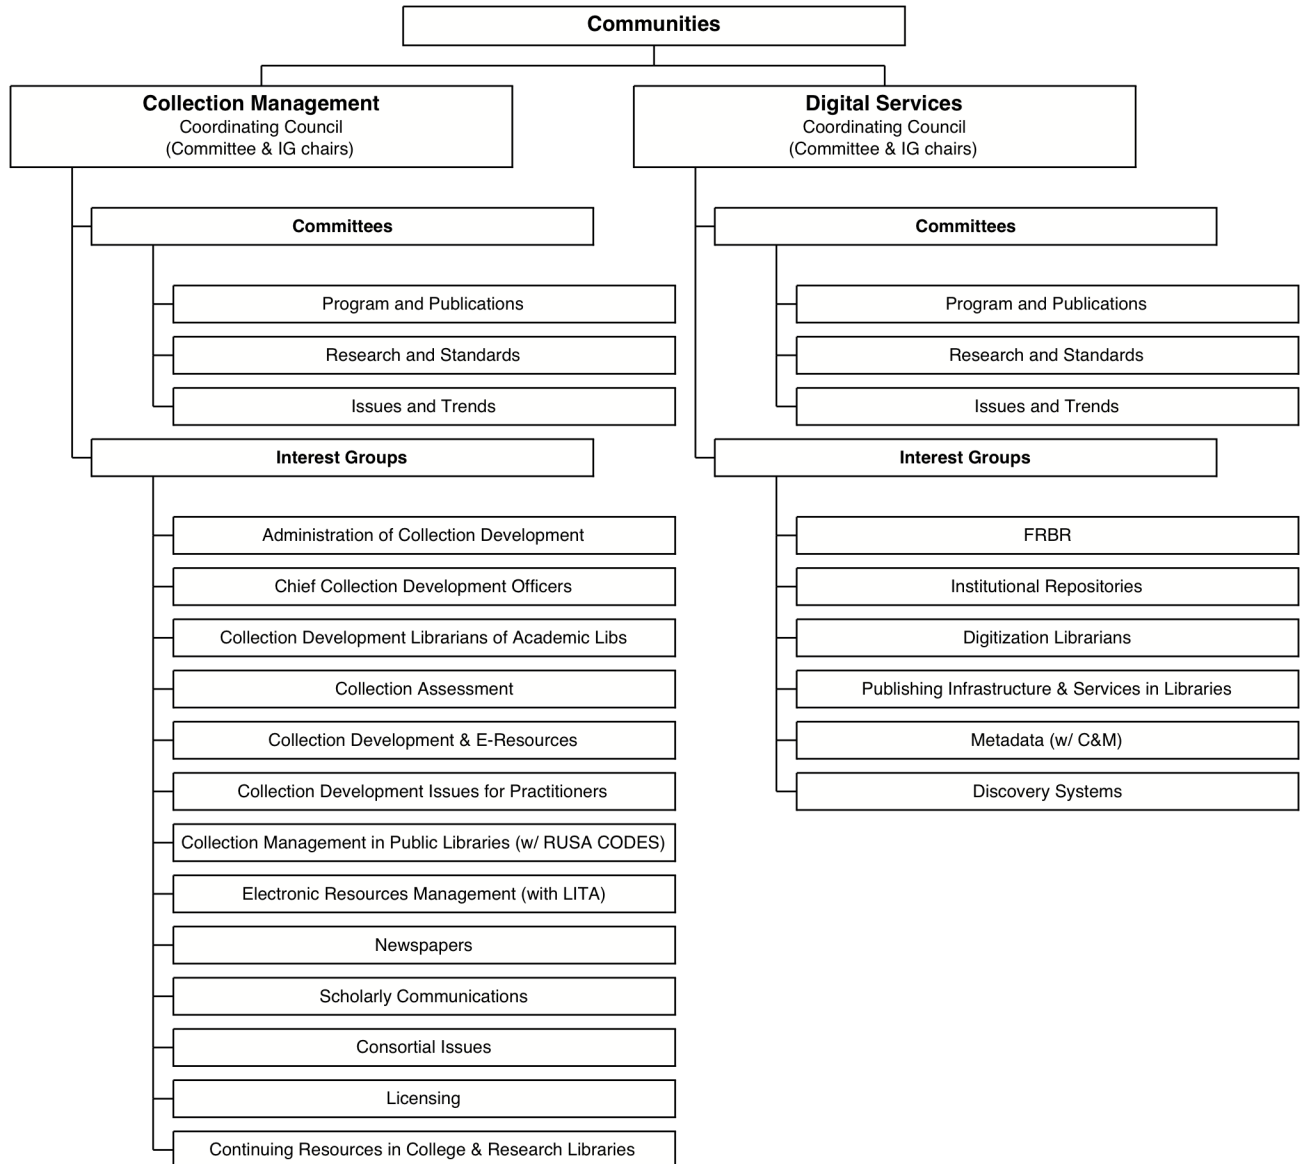 Communities
Collection Management
Coordinating Council
(Committee & IG chairs)
Committees
Program and Publications
Research and Standards
Issues and Trends
Interest Groups
Administration of Collection Development
Chief Collection Development Officers
Collection Development Librarians of Academic Libs
Collection Assessment
Collection Development & E-Resources
Collection Development Issues for Practitioners
Collection Management in Public Libraries (w/ RUSA CODES)
Electronic Resources Management (with LITA)
Newspapers
Scholarly Communications
Consortial Issues
Licensing
Continuing Resources in College & Research Libraries
Digital Services
Coordinating Council
(Committee & IG chairs)
Committees
Program and Publications
Research and Standards
Issues and Trends
Interest Groups
FRBR
Institutional Repositories
Digitization Librarians
Publishing Infrastructure & Services in Libraries
Metadata (w/ C&M)
Discovery Systems